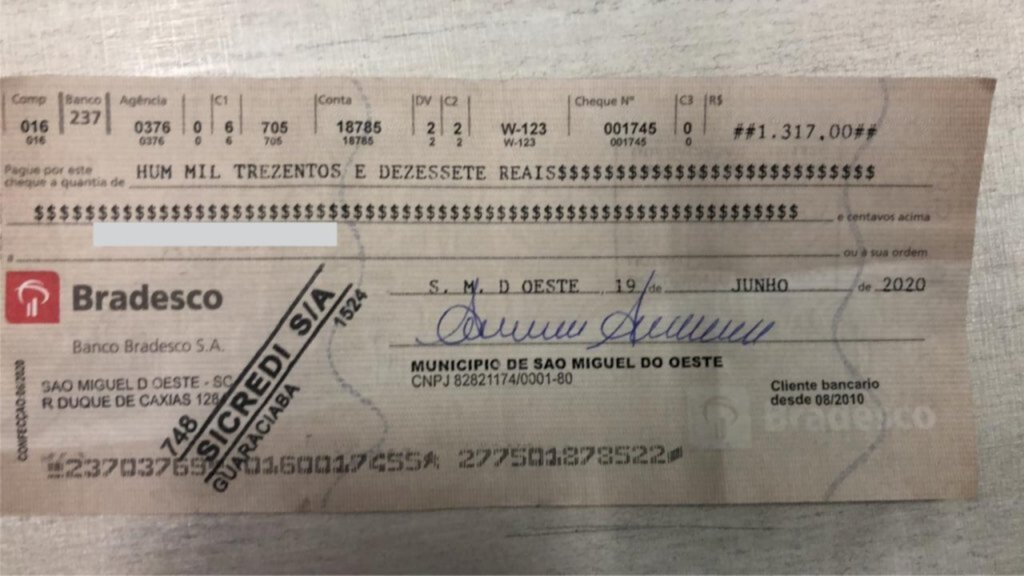 Comp Banco Agência C1 Conta DV C2 Cheque Nº C3 R$
016 237 0376 0 6 705 18785 2 2 W-123 001745 0 ##1.317,00##
016 0376 0 6 705 18785 2 2 W-123 001745 0
Pague por este
cheque a quantia de HUM MIL TREZENTOS E DEZESSETE REAIS$$$$$$$$$$$$$$$$$$$$$$$$$$$
$$$$$$$$$$$$$$$$$$$$$$$$$$$$$$$$$$$$$$$$$$$$$$$$$$$$$$$$$$$$$$$ e centavos acima
a ou à sua ordem
Bradesco
S. M. D OESTE 19 de JUNHO de 2020
Banco Bradesco S.A.
MUNICIPIO DE SAO MIGUEL DO OESTE
CNPJ 82821174/0001-80
SAO MIGUEL D OESTE - SC
R DUQUE DE CAXIAS 128
Cliente bancario
desde 08/2010
Bradesco
CONFECÇÃO:06/2020
748
SICREDI S/A
1524
GUARACIABA
277501878522